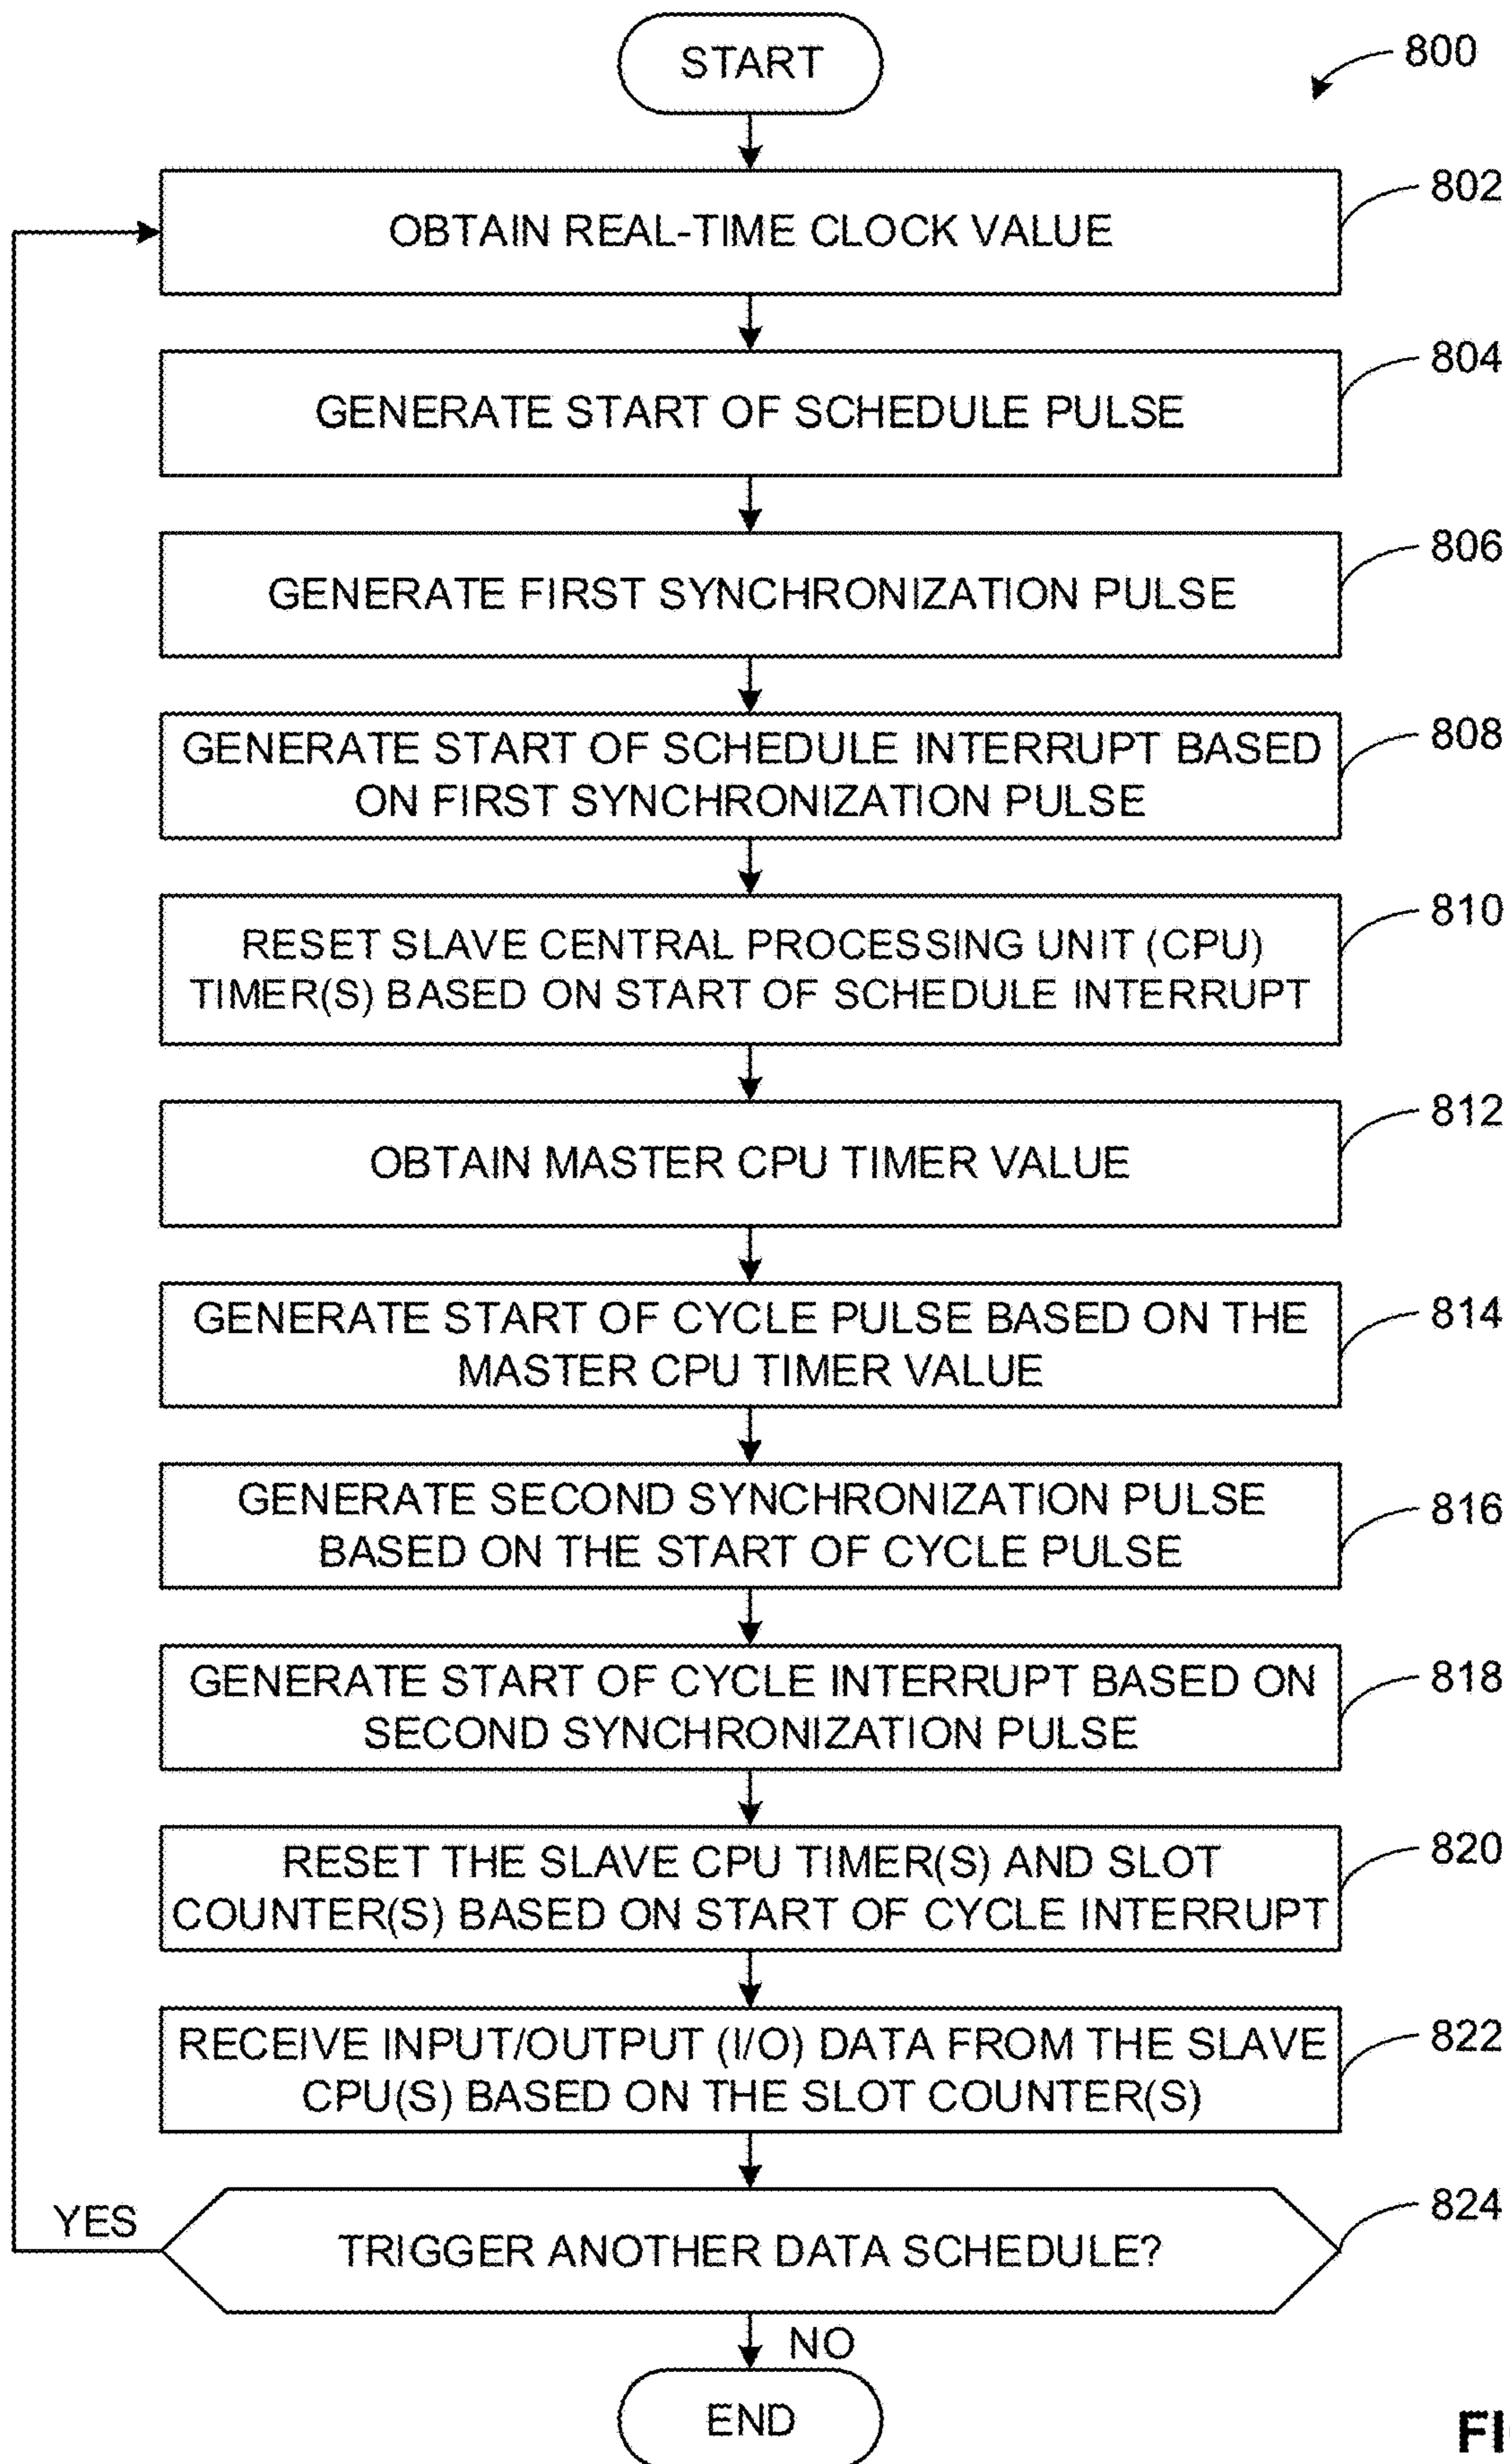 START
800
OBTAIN REAL-TIME CLOCK VALUE
802
GENERATE START OF SCHEDULE PULSE
804
GENERATE FIRST SYNCHRONIZATION PULSE
806
GENERATE START OF SCHEDULE INTERRUPT BASED
ON FIRST SYNCHRONIZATION PULSE
808
RESET SLAVE CENTRAL PROCESSING UNIT (CPU)
TIMER(S) BASED ON START OF SCHEDULE INTERRUPT
810
OBTAIN MASTER CPU TIMER VALUE
812
GENERATE START OF CYCLE PULSE BASED ON THE
MASTER CPU TIMER VALUE
814
GENERATE SECOND SYNCHRONIZATION PULSE
BASED ON THE START OF CYCLE PULSE
816
GENERATE START OF CYCLE INTERRUPT BASED ON
SECOND SYNCHRONIZATION PULSE
818
RESET THE SLAVE CPU TIMER(S) AND SLOT
COUNTER(S) BASED ON START OF CYCLE INTERRUPT
820
RECEIVE INPUT/OUTPUT (I/O) DATA FROM THE SLAVE
CPU(S) BASED ON THE SLOT COUNTER(S)
822
YES
TRIGGER ANOTHER DATA SCHEDULE?
824
NO
END